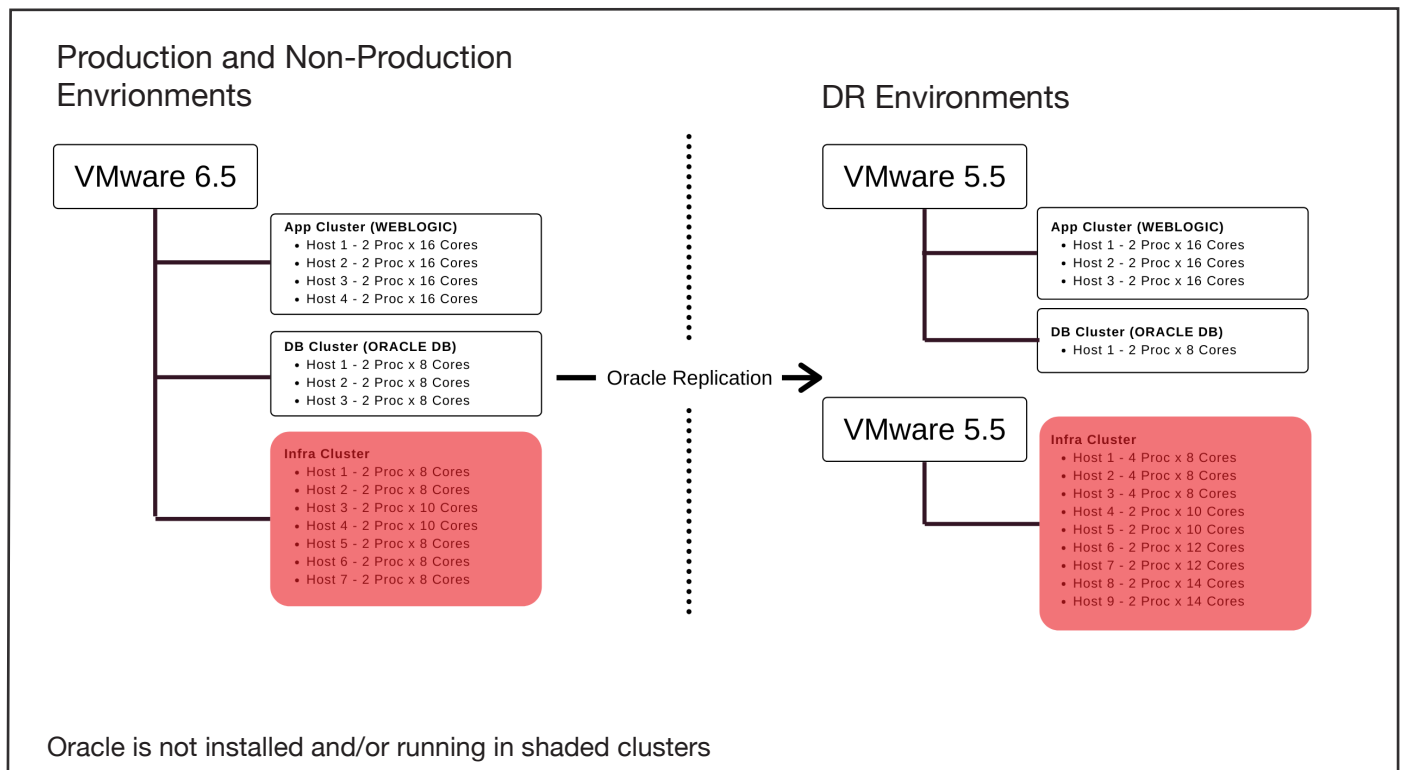 Production and Non-Production
Envrionments
VMware 6.5
App Cluster (WEBLOGIC)
• Host 1 - 2 Proc x 16 Cores
• Host 2 - 2 Proc x 16 Cores
• Host 3 - 2 Proc x 16 Cores
• Host 4 - 2 Proc x 16 Cores
DB Cluster (ORACLE DB)
• Host 1 - 2 Proc x 8 Cores
• Host 2 - 2 Proc x 8 Cores
• Host 3 - 2 Proc x 8 Cores
Infra Cluster
• Host 1 - 2 Proc x 8 Cores
• Host 2 - 2 Proc x 8 Cores
• Host 3 - 2 Proc x 10 Cores
• Host 4 - 2 Proc x 10 Cores
• Host 5 - 2 Proc x 8 Cores
• Host 6 - 2 Proc x 8 Cores
• Host 7 - 2 Proc x 8 Cores
Oracle Replication
DR Environments
VMware 5.5
App Cluster (WEBLOGIC)
• Host 1 - 2 Proc x 16 Cores
• Host 2 - 2 Proc x 16 Cores
• Host 3 - 2 Proc x 16 Cores
DB Cluster (ORACLE DB)
• Host 1 - 2 Proc x 8 Cores
VMware 5.5
Infra Cluster
• Host 1 - 4 Proc x 8 Cores
• Host 2 - 4 Proc x 8 Cores
• Host 3 - 4 Proc x 8 Cores
• Host 4 - 2 Proc x 10 Cores
• Host 5 - 2 Proc x 10 Cores
• Host 6 - 2 Proc x 12 Cores
• Host 7 - 2 Proc x 12 Cores
• Host 8 - 2 Proc x 14 Cores
• Host 9 - 2 Proc x 14 Cores
Oracle is not installed and/or running in shaded clusters